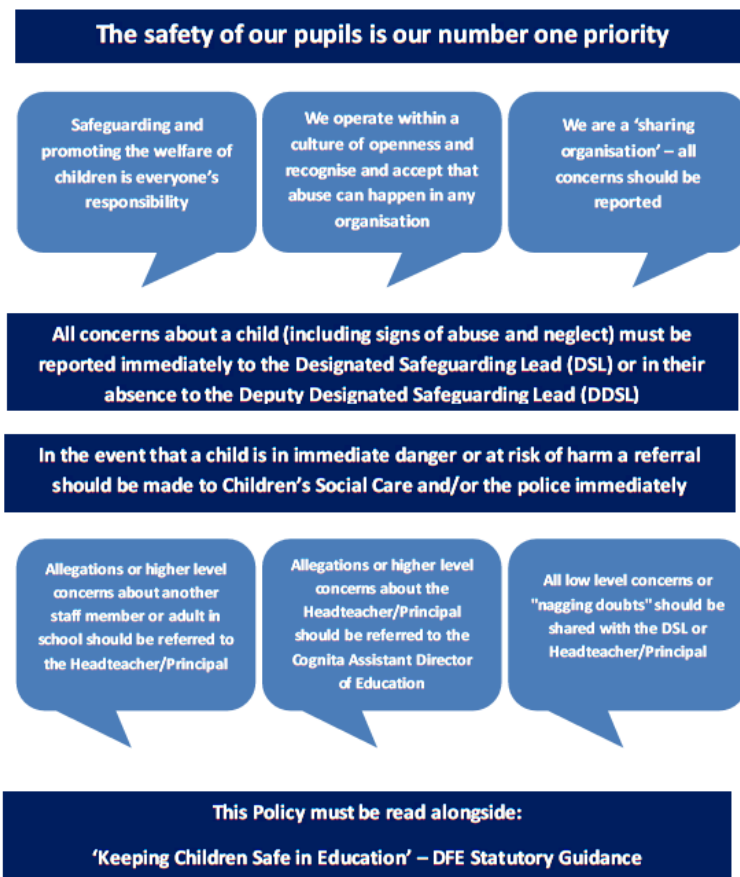 The safety of our pupils is our number one priority
Safeguarding and
promoting the welfare of
children is everyone's
responsibility
We operate within a
culture of openness and
recognise and accept that
abuse can happen in any
organisation
We are a 'sharing
organisation' – all
concerns should be
reported
All concerns about a child (including signs of abuse and neglect) must be
reported immediately to the Designated Safeguarding Lead (DSL) or in their
absence to the Deputy Designated Safeguarding Lead (DDSL)
In the event that a child is in immediate danger or at risk of harm a referral
should be made to Children's Social Care and/or the police immediately
Allegations or higher level
concerns about another
staff member or adult in
school should be referred to
the Headteacher/Principal
Allegations or higher level
concerns about the
Headteacher/Principal
should be referred to the
Cognita Assistant Director
of Education
All low level concerns or
"nagging doubts" should be
shared with the DSL or
Headteacher/Principal
This Policy must be read alongside:
'Keeping Children Safe in Education' – DFE Statutory Guidance